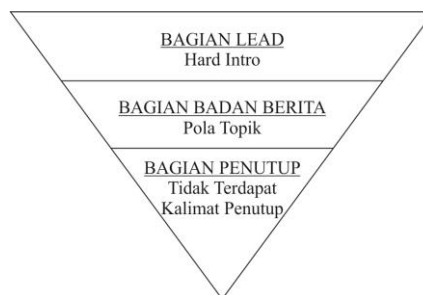 BAGIAN LEAD
Hard Intro
BAGIAN BADAN BERITA
Pola Topik
BAGIAN PENUTUP
Tidak Terdapat
Kalimat Penutup